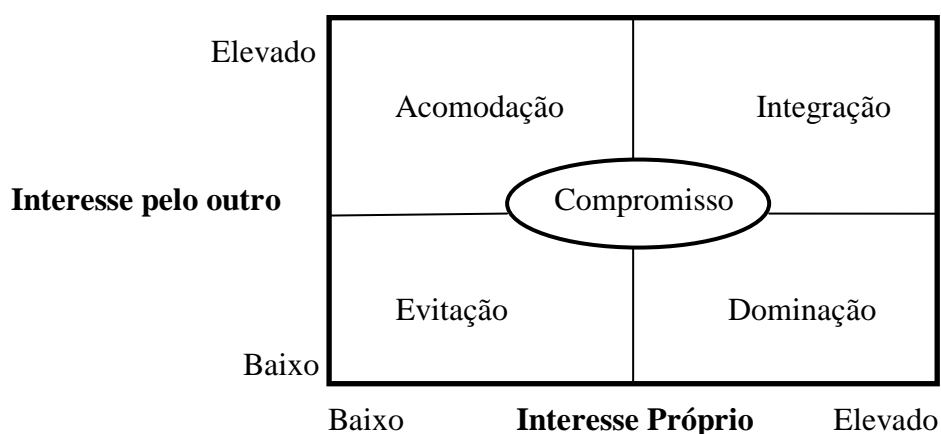 Elevado
Acomodação Integração
Interesse pelo outro Compromisso
Evitação Dominação
Baixo
Baixo Interesse Próprio Elevado